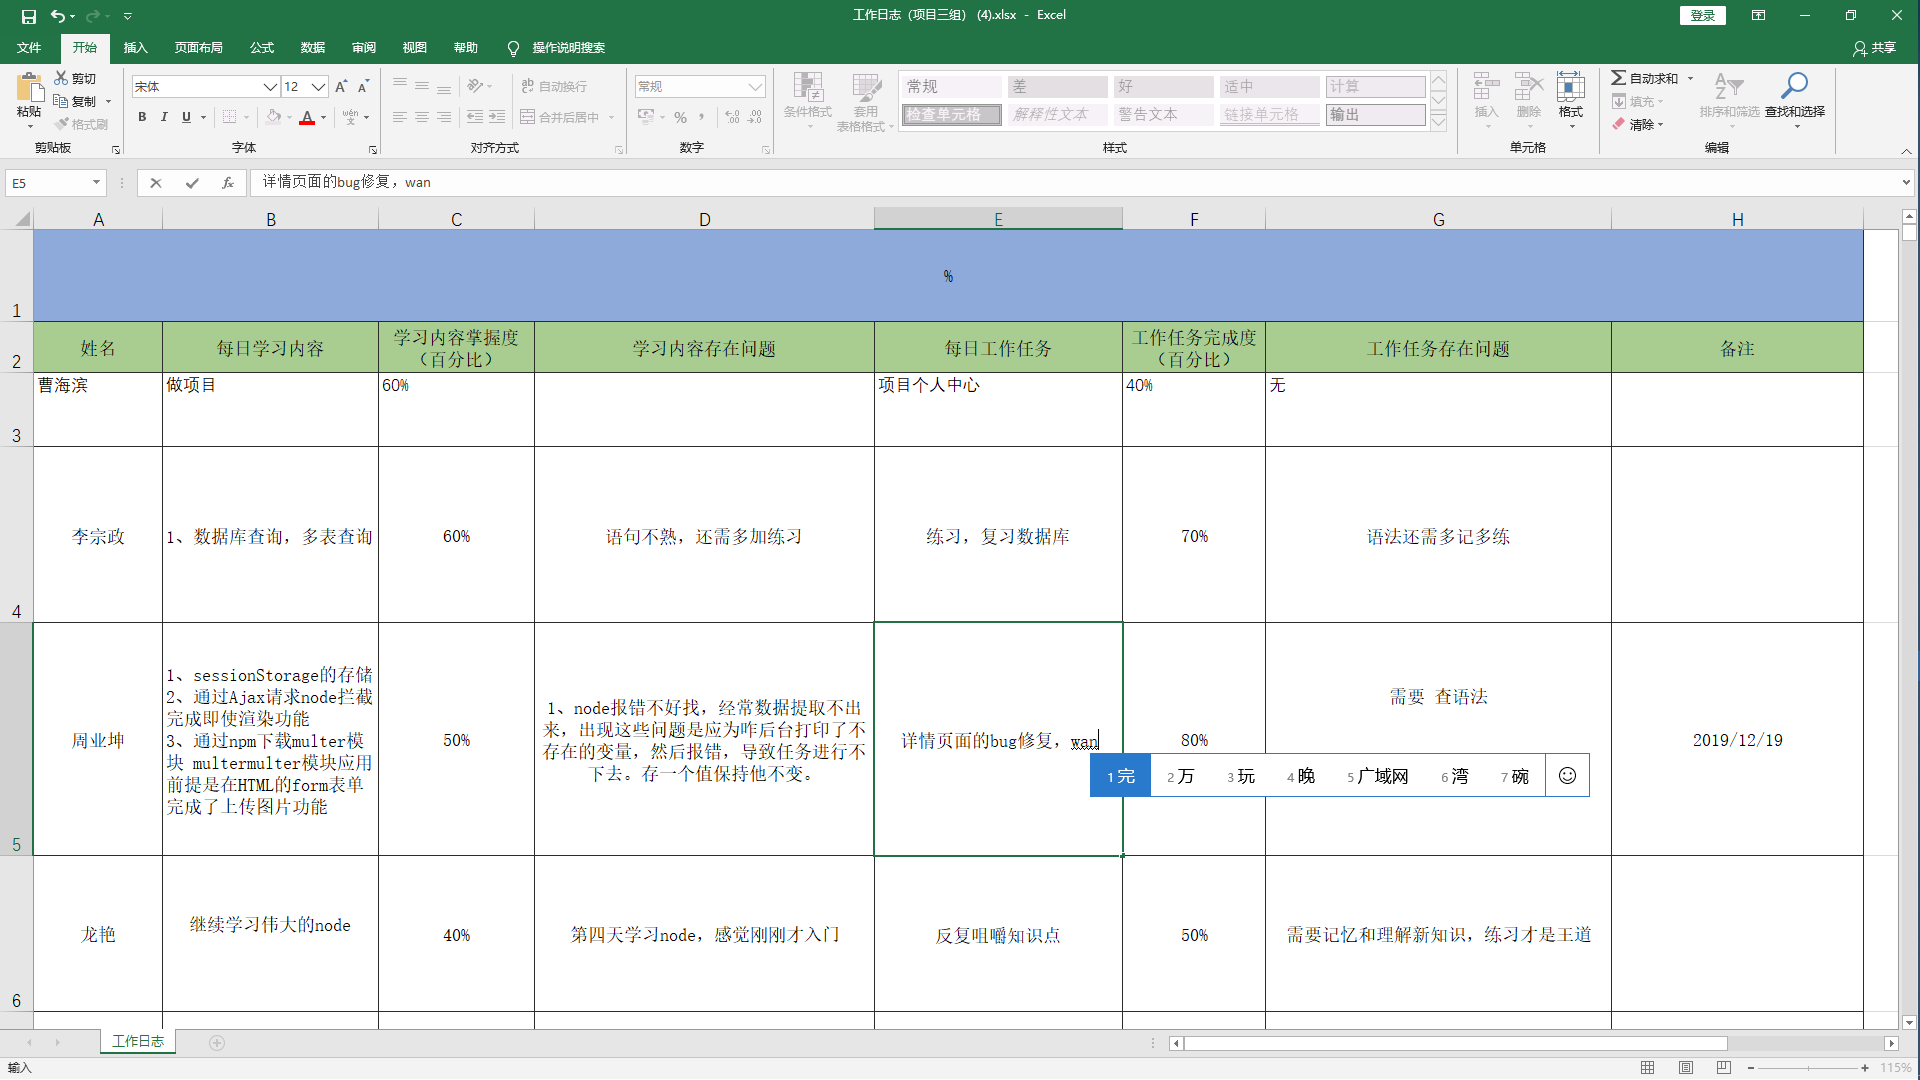 工作日志（项目三组） (4).xlsx - Excel
登录
文件 开始 插入 页面布局 公式 数据 审阅 视图 帮助 操作说明搜索 共享
粘贴 剪切 复制 格式刷 剪贴板
宋体 12 B I U A wén 文 字体
ab 自动换行 合并后居中 对齐方式
常规 % 数字
条件格式 套用 表格格式
常规 差 好 适中 计算
检查单元格 解释性文本 警告文本 链接单元格 输出
样式
插入 删除 格式 单元格
自动求和 填充 清除 排序和筛选 查找和选择 编辑
E5 fx 详情页面的bug修复，wan
A B C D E F G H
1 %
2 姓名 每日学习内容 学习内容掌握度（百分比） 学习内容存在问题 每日工作任务 工作任务完成度（百分比） 工作任务存在问题 备注
3 曹海滨 做项目 60% 项目个人中心 40% 无
4 李宗政 1、数据库查询，多表查询 60% 语句不熟，还需多加练习 练习，复习数据库 70% 语法还需多记多练
5 周业坤
1、sessionStorage的存储
2、通过Ajax请求node拦截
完成即使渲染功能
3、通过npm下载multer模
块 multermulter模块应用
前提是在HTML的form表单
完成了上传图片功能
50%
1、node报错不好找，经常数据提取不出
来，出现这些问题是应为咋后台打印了不
存在的变量，然后报错，导致任务进行不
下去。存一个值保持他不变。
详情页面的bug修复，wan
80%
需要 查语法
2019/12/19
1 完 2 万 3 玩 4 晚 5 广域网 6 湾 7 碗
6 龙艳 继续学习伟大的node 40% 第四天学习node，感觉刚刚才入门 反复咀嚼知识点 50% 需要记忆和理解新知识，练习才是王道
工作日志
输入
115%